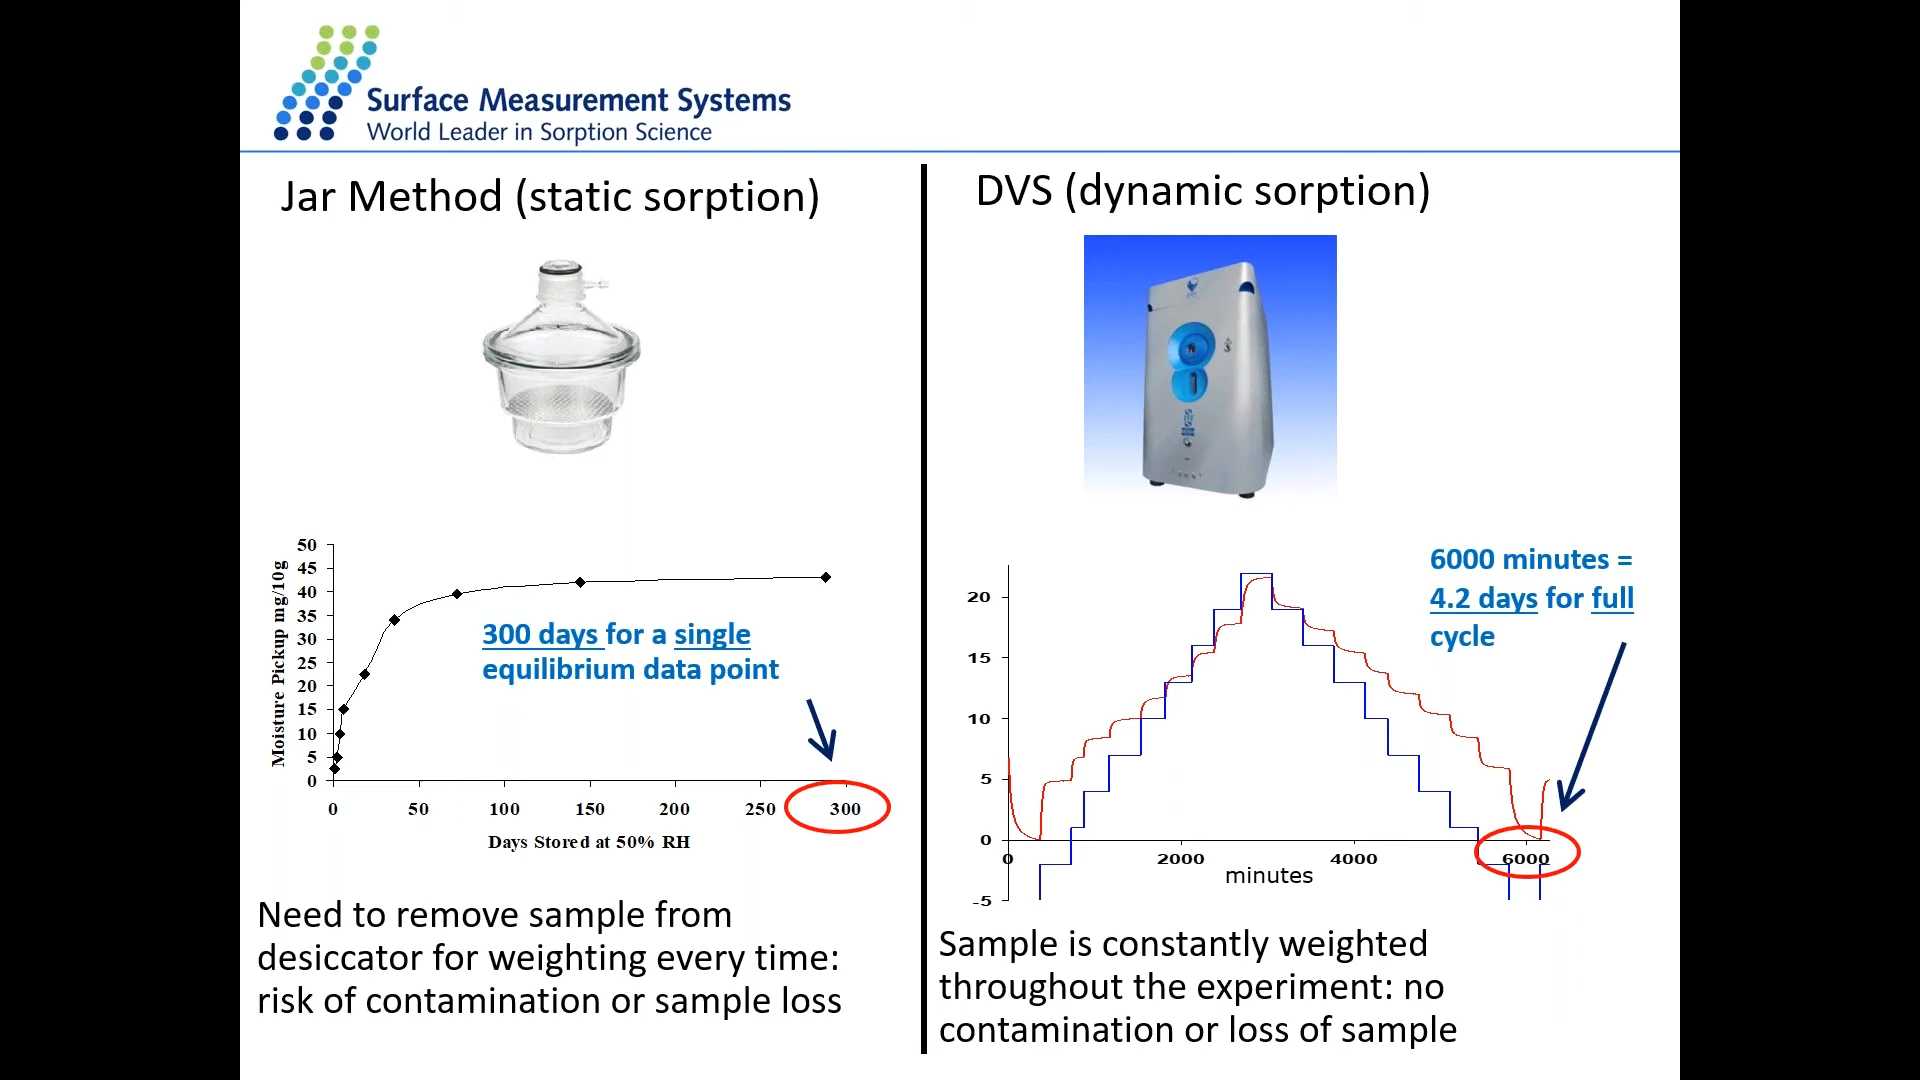 Surface Measurement Systems
World Leader in Sorption Science
Jar Method (static sorption)
50
45
40
35
30
25
20
15
10
5
0
Moisture Pickup mg/10g
300 days for a single
equilibrium data point
0 50 100 150 200 250 300
Days Stored at 50% RH
Need to remove sample from
desiccator for weighting every time:
risk of contamination or sample loss
DVS (dynamic sorption)
6000 minutes =
4.2 days for full
cycle
20
15
10
5
0
-5
0 2000 4000 6000
minutes
Sample is constantly weighted
throughout the experiment: no
contamination or loss of sample